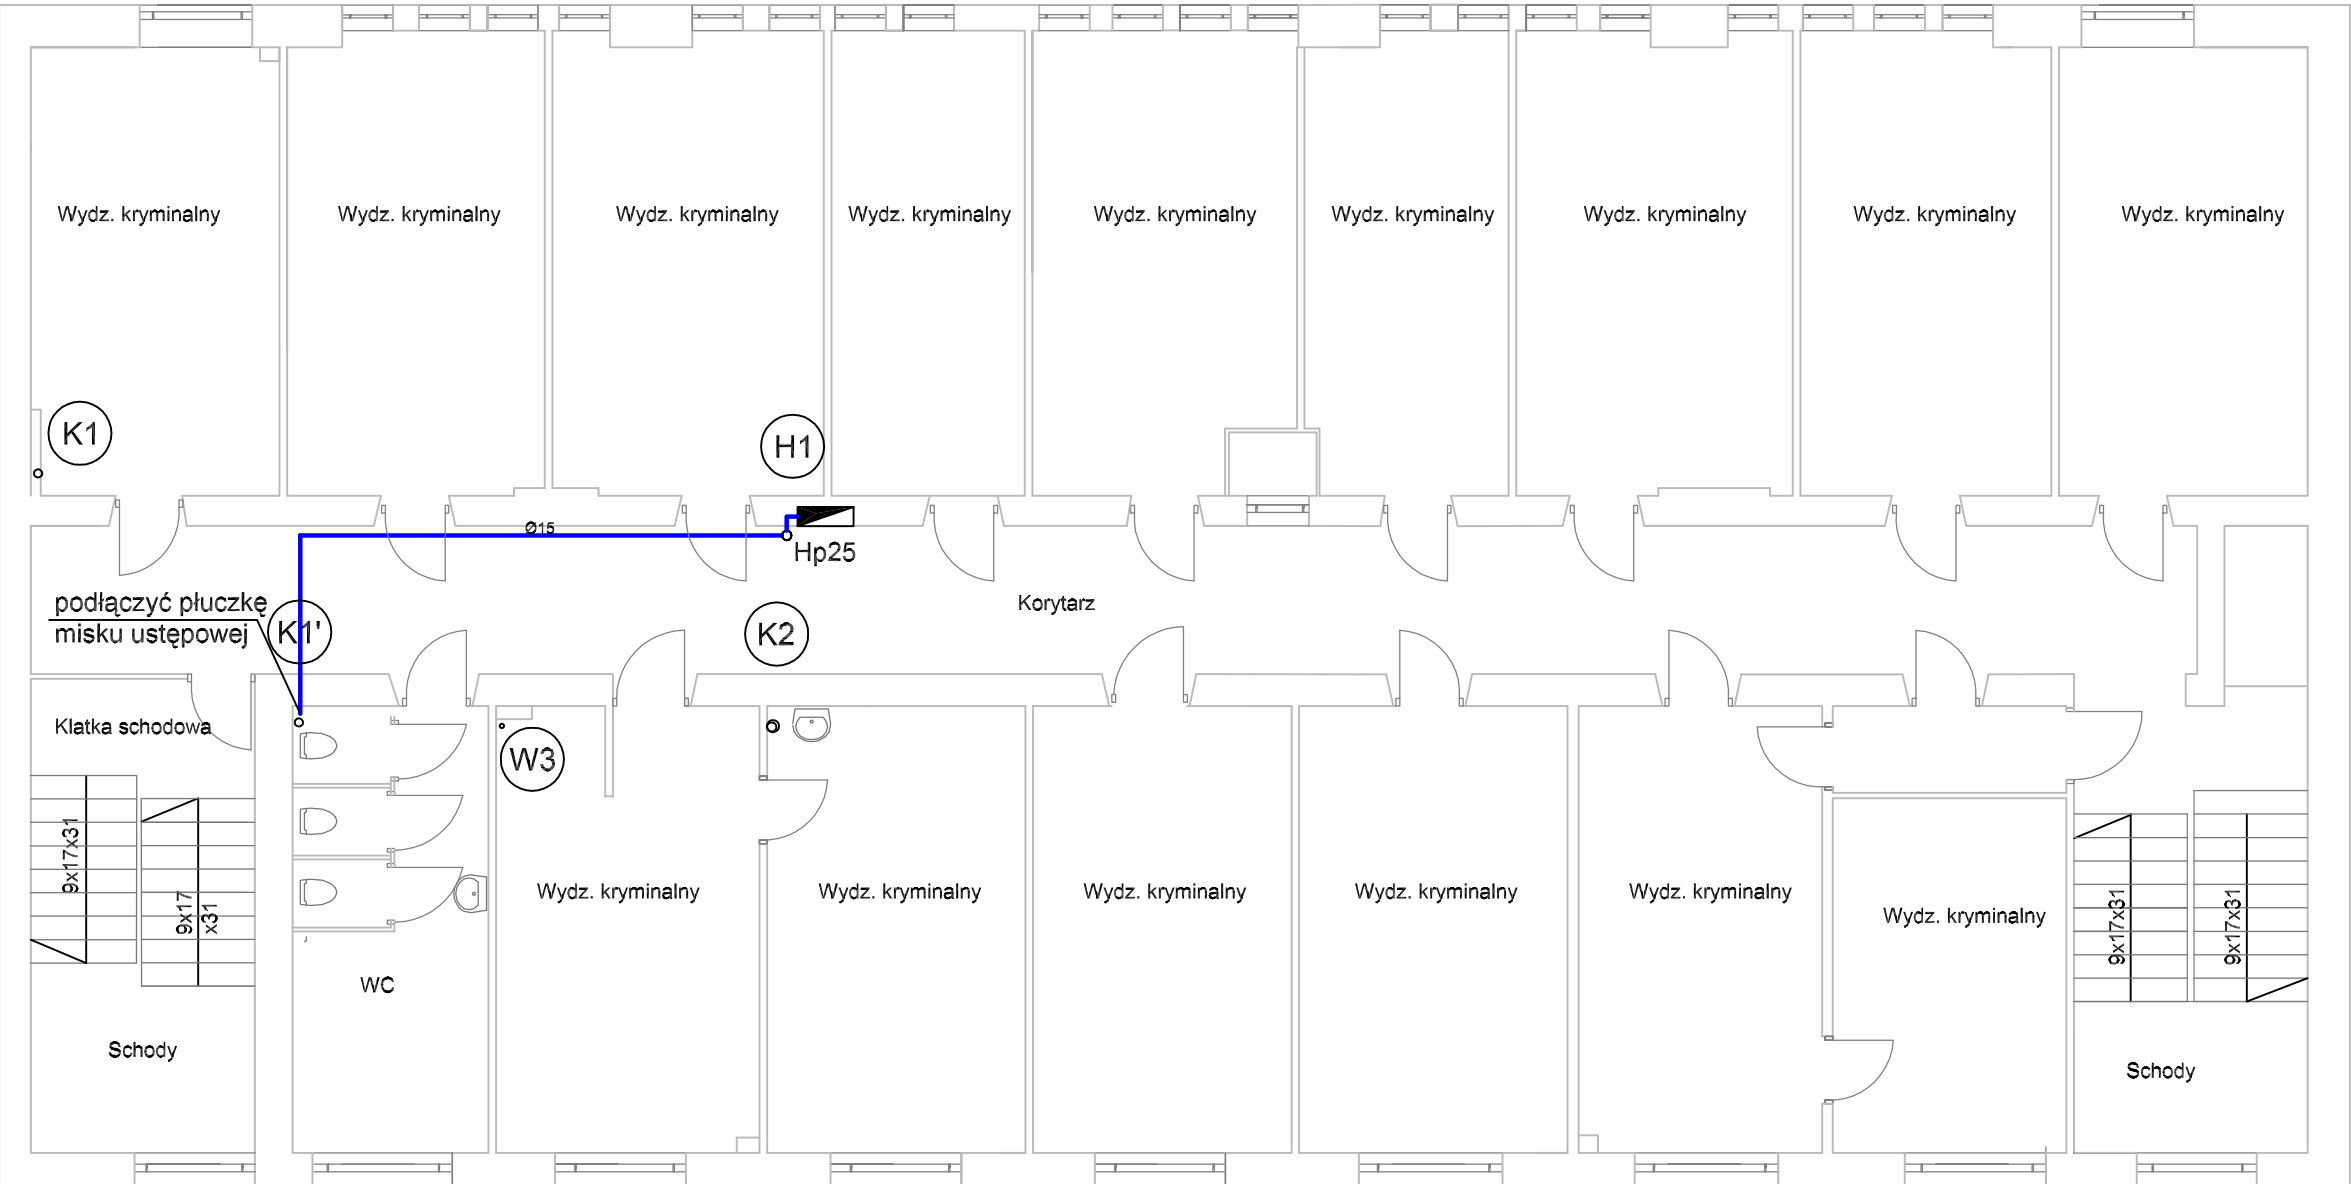 Wydz. kryminalny
Wydz. kryminalny
Wydz. kryminalny
Wydz. kryminalny
Wydz. kryminalny
Wydz. kryminalny
Wydz. kryminalny
Wydz. kryminalny
Wydz. kryminalny
K1
H1
Ø15
Hp25
podłączyć płuczkę
misku ustępowej
K1'
K2
Korytarz
Klatka schodowa
W3
9x17x31
9x17
x31
Wydz. kryminalny
Wydz. kryminalny
Wydz. kryminalny
Wydz. kryminalny
Wydz. kryminalny
Wydz. kryminalny
9x17x31
9x17x31
WC
Schody
Schody